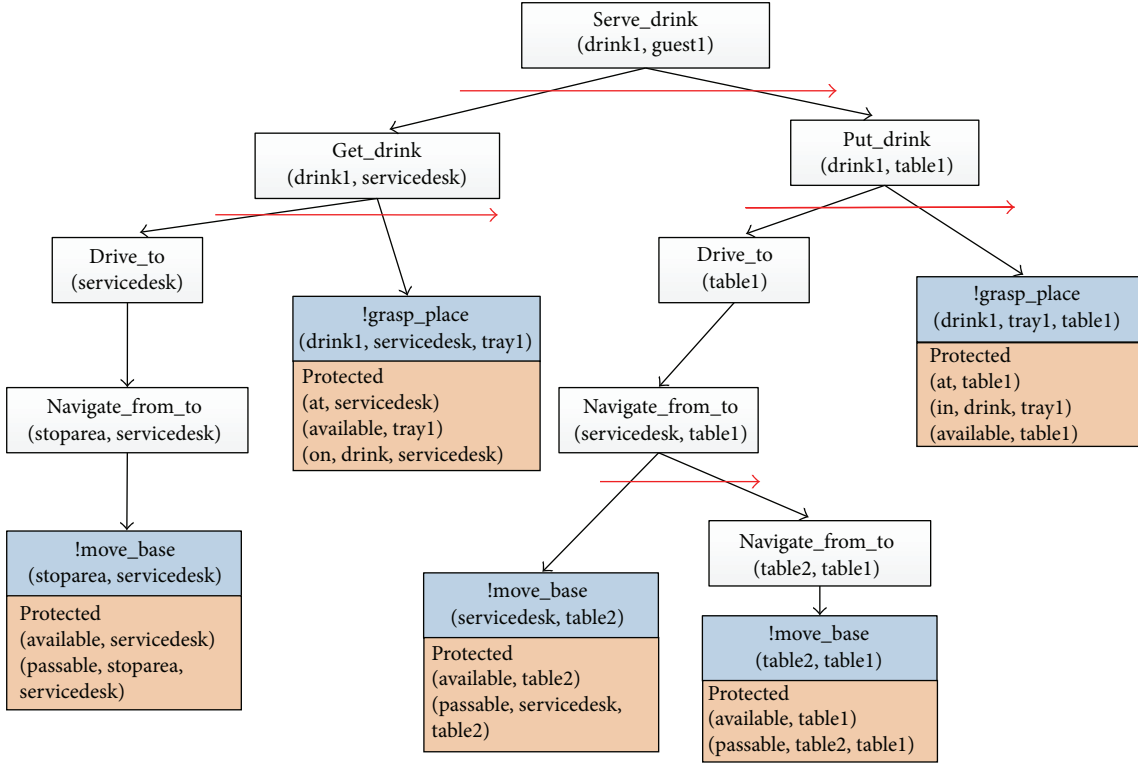 Serve_drink
(drink1, guest1)
Get_drink
(drink1, servicedesk)
Put_drink
(drink1, table1)
Drive_to
(servicedesk)
Drive_to
(table1)
!grasp_place
(drink1, servicedesk, tray1)
Protected
(at, servicedesk)
(available, tray1)
(on, drink, servicedesk)
!grasp_place
(drink1, tray1, table1)
Protected
(at, table1)
(in, drink, tray1)
(available, table1)
Navigate_from_to
(stoparea, servicedesk)
Navigate_from_to
(servicedesk, table1)
!move_base
(stoparea, servicedesk)
Protected
(available, servicedesk)
(passable, stoparea,
servicedesk)
Navigate_from_to
(table2, table1)
!move_base
(servicedesk, table2)
Protected
(available, table2)
(passable, servicedesk,
table2)
!move_base
(table2, table1)
Protected
(available, table1)
(passable, table2, table1)